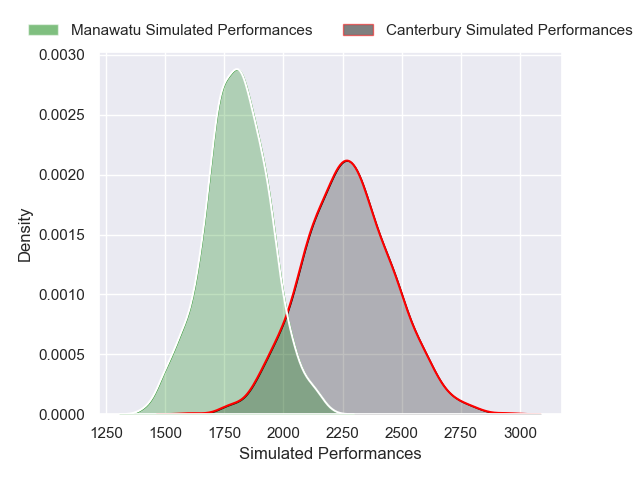 Manawatu Simulated Performances
Canterbury Simulated Performances
0.0030
0.0025
0.0020
0.0015
0.0010
0.0005
0.0000
Density
1250 1500 1750 2000 2250 2500 2750 3000
Simulated Performances